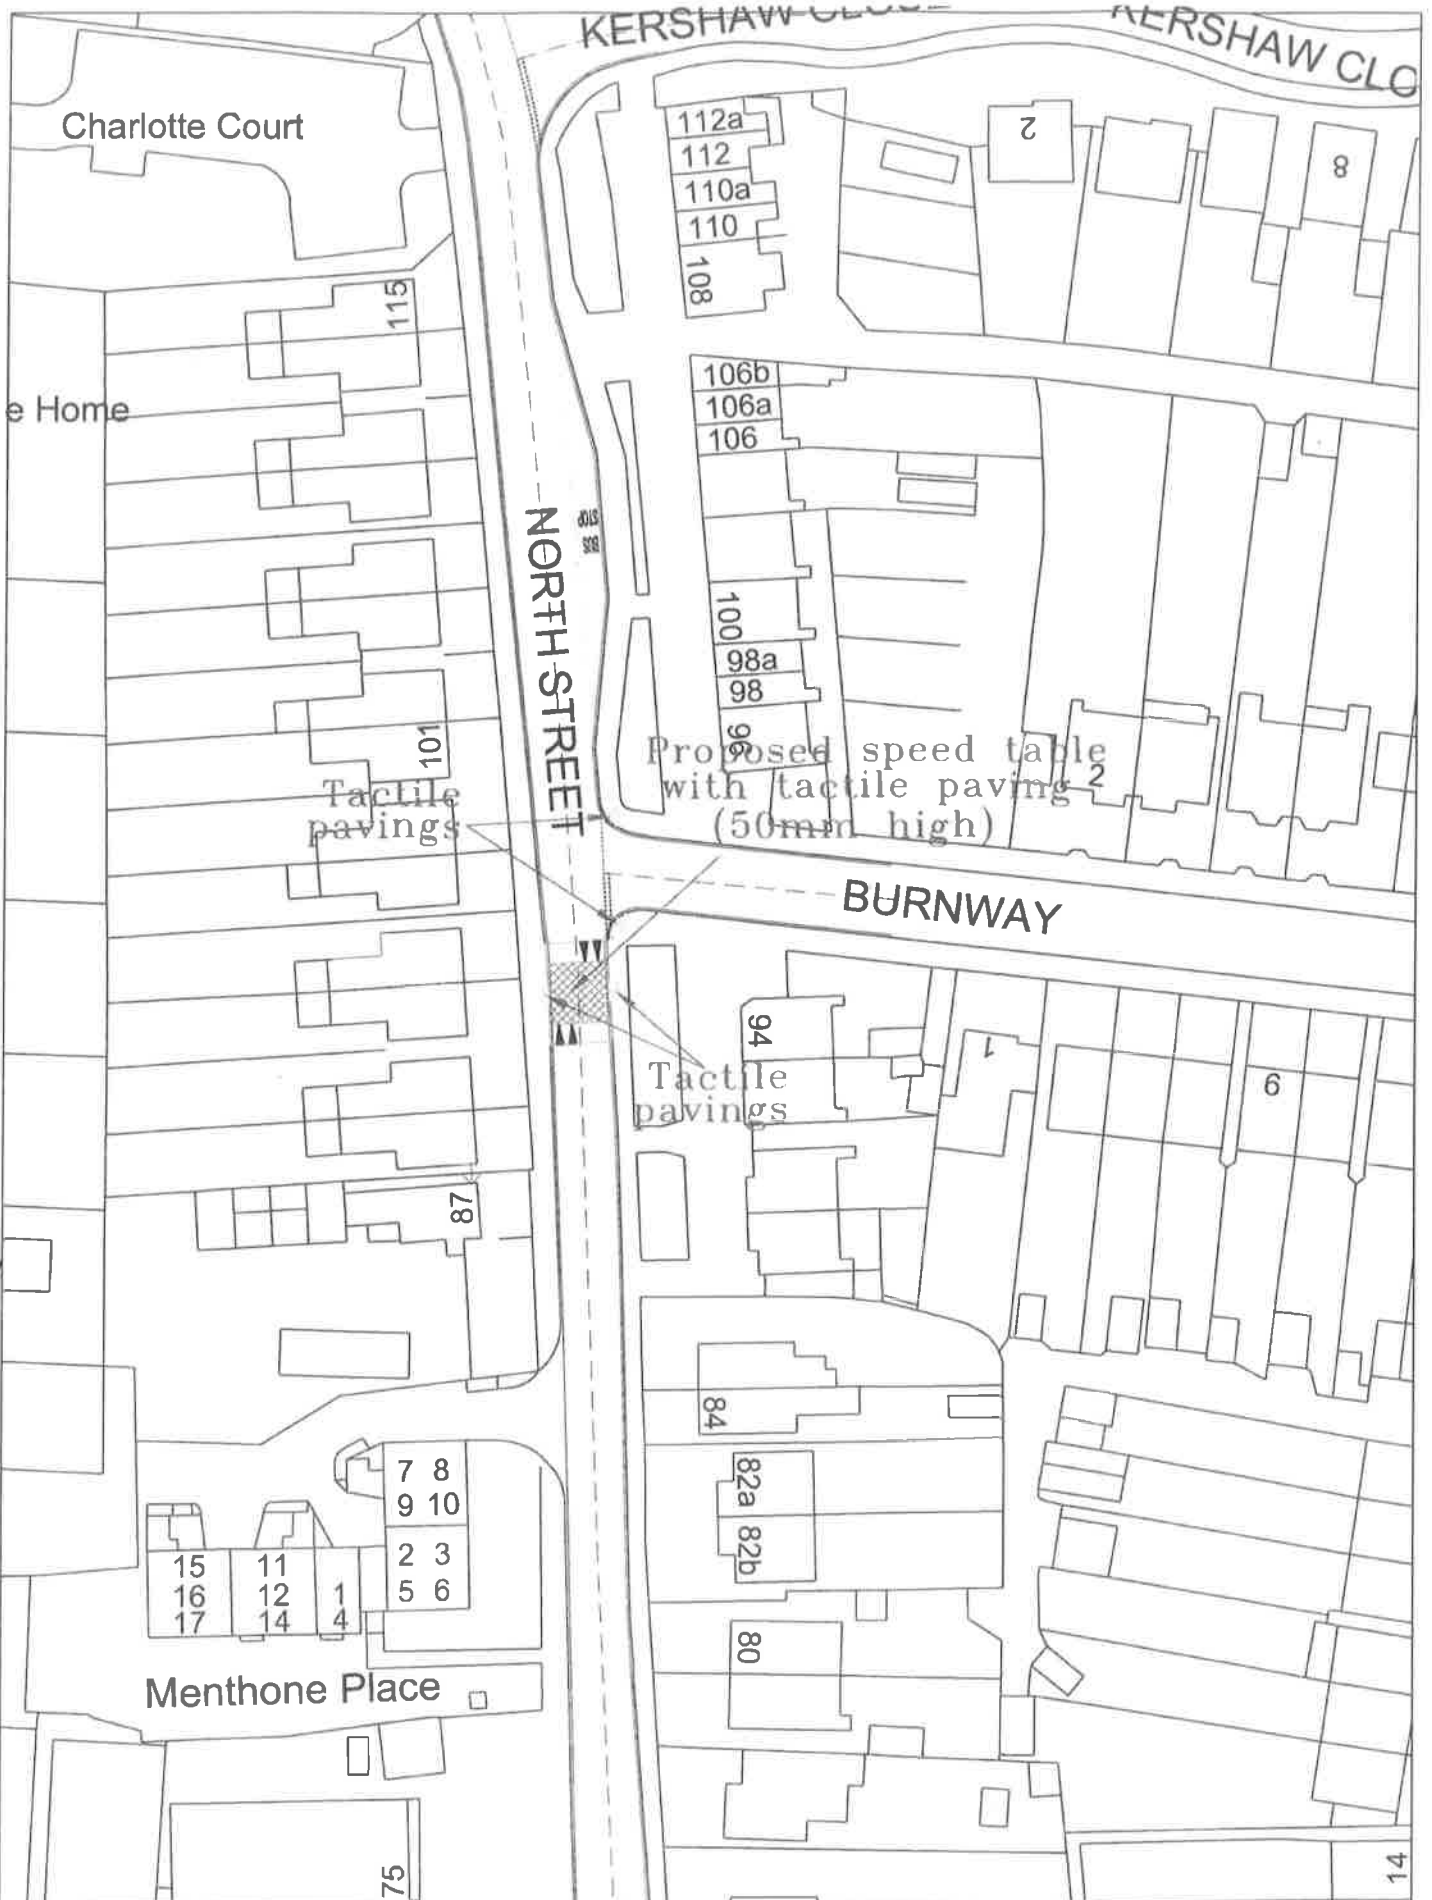 KERSHAW CLOSE
KERSHAW CLO
Charlotte Court
112a
112
110a
110
108
2
8
115
e Home
106b
106a
106
NORTH STREET
BUS
STOP
100
98a
98
96
101
Proposed speed table
with tactile paving
(50mm high)
2
Tactile
pavings
BURNWAY
94
1
6
Tactile
pavings
87
84
82a
82b
7 8
9 10
2 3
5 6
15
16
17
11
12
14
1
4
80
Menthone Place
75
14